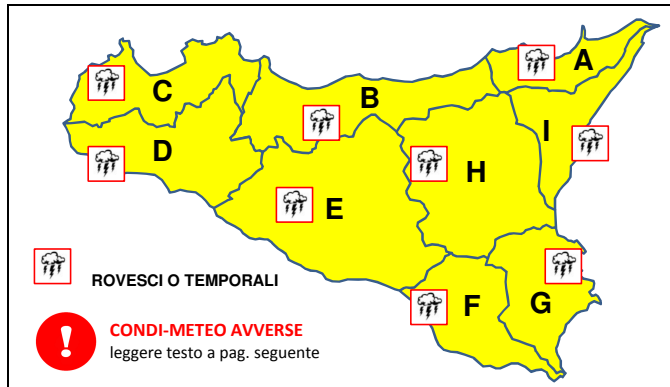 A
C
B
I
D
H
E
ROVESCI O TEMPORALI
F
G
!
CONDI-METEO AVVERSE
leggere testo a pag. seguente